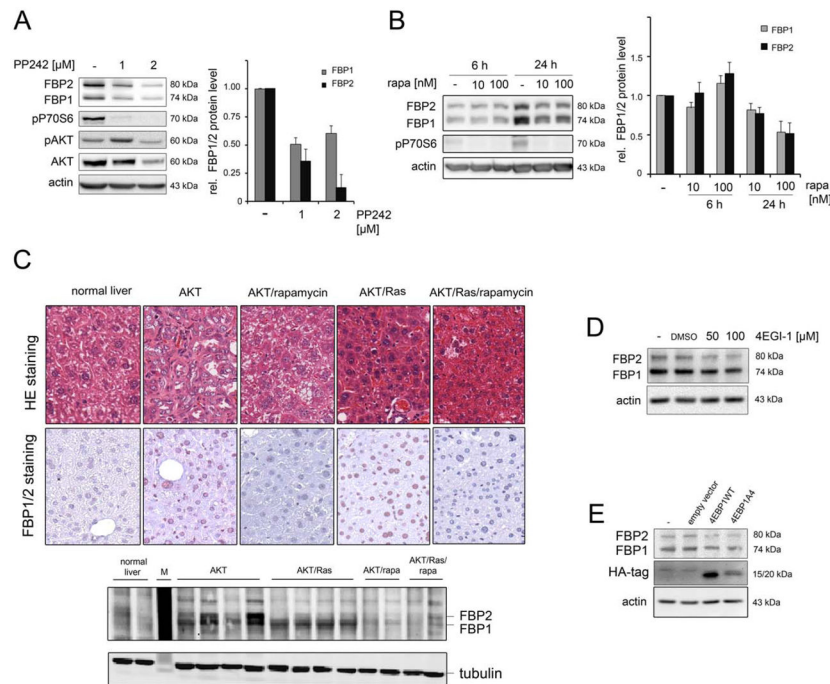 A
PP242 [µM] - 1 2
FBP2 80 kDa
FBP1 74 kDa
pP70S6 70 kDa
pAKT 60 kDa
AKT 60 kDa
actin 43 kDa
rel. FBP1/2 protein level
1.00
0.75
0.5
0.25
0
FBP1
FBP2
- 1 2 PP242
[µM]
B
6 h 24 h
rapa [nM] - 10 100 - 10 100
FBP2 80 kDa
FBP1 74 kDa
pP70S6 70 kDa
actin 43 kDa
rel. FBP1/2 protein level
2.0
1.5
1.0
0.5
0
FBP1
FBP2
- 10 100 10 100 rapa
[nM]
6 h 24 h
C
normal liver AKT AKT/rapamycin AKT/Ras AKT/Ras/rapamycin
HE staining
FBP1/2 staining
normal
liver M AKT AKT/Ras AKT/rapa AKT/Ras/
rapa
FBP2
FBP1
tubulin
D
- DMSO 50 100 4EGI-1 [µM]
FBP2 80 kDa
FBP1 74 kDa
actin 43 kDa
E
- empty vector 4EBP1WT 4EBP1A4
FBP2 80 kDa
FBP1 74 kDa
HA-tag 15/20 kDa
actin 43 kDa